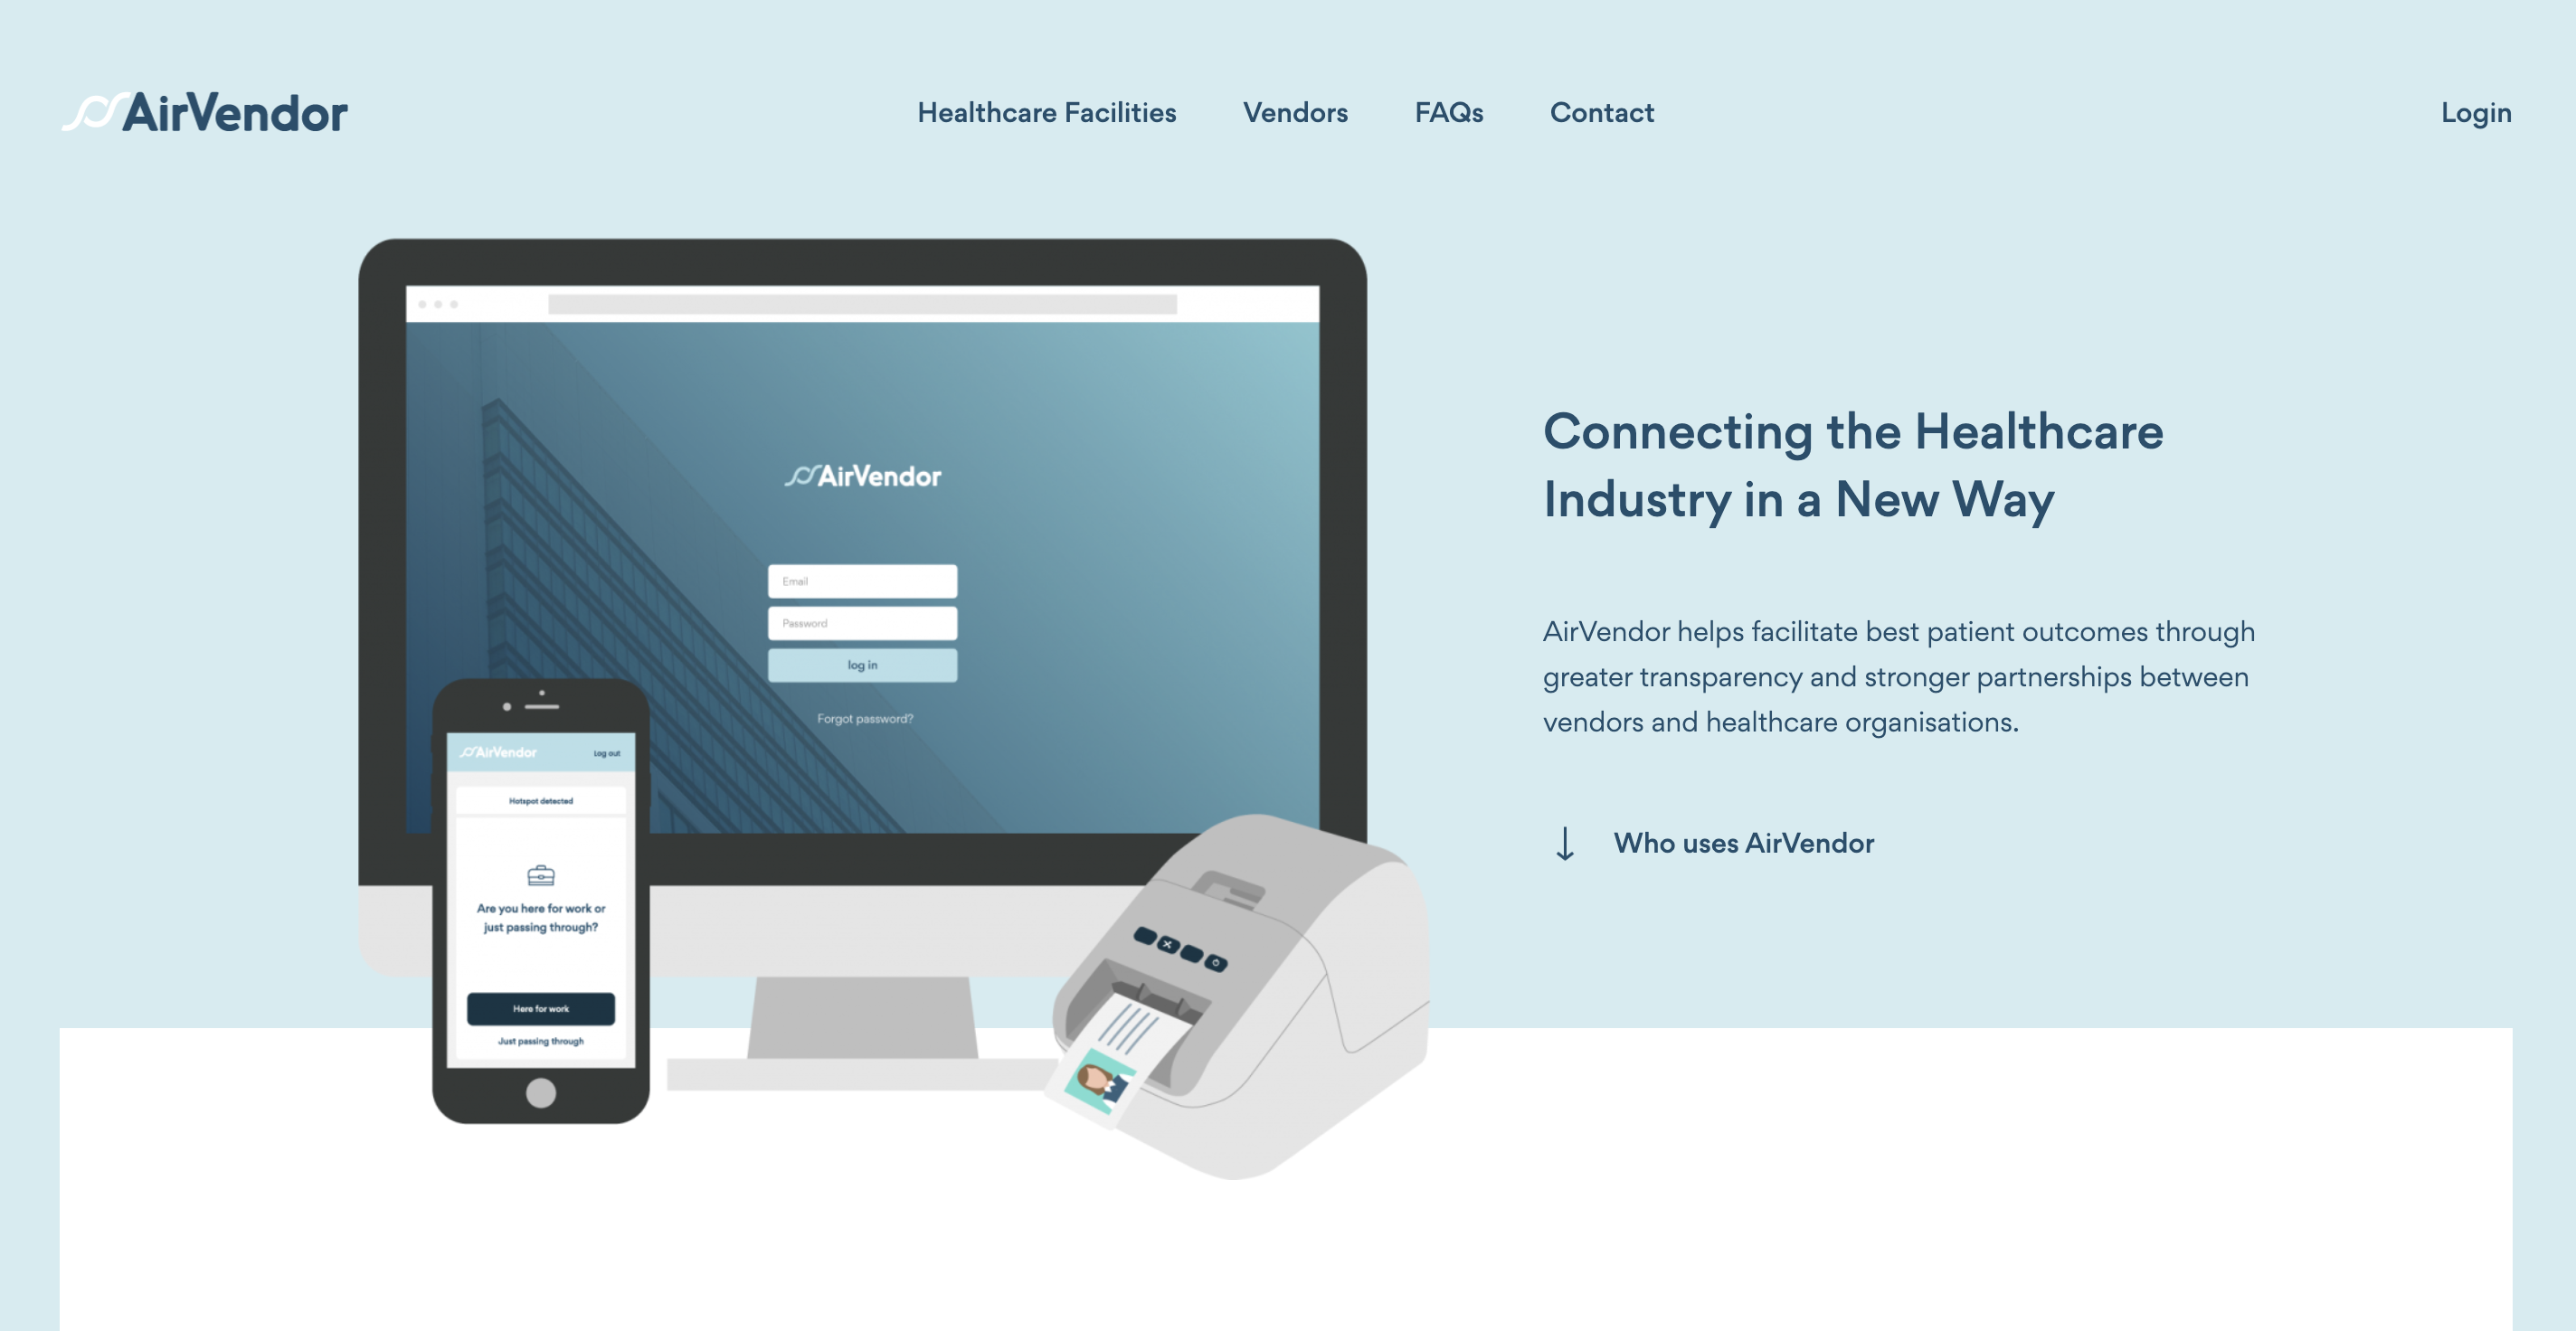 AirVendor
Healthcare Facilities
Vendors
FAQs
Contact
Login
AirVendor
Email
Password
log in
Forgot password?
AirVendor
Log out
Hotspot detected
Are you here for work or
just passing through?
Here for work
Just passing through
Connecting the Healthcare
Industry in a New Way
AirVendor helps facilitate best patient outcomes through
greater transparency and stronger partnerships between
vendors and healthcare organisations.
Who uses AirVendor